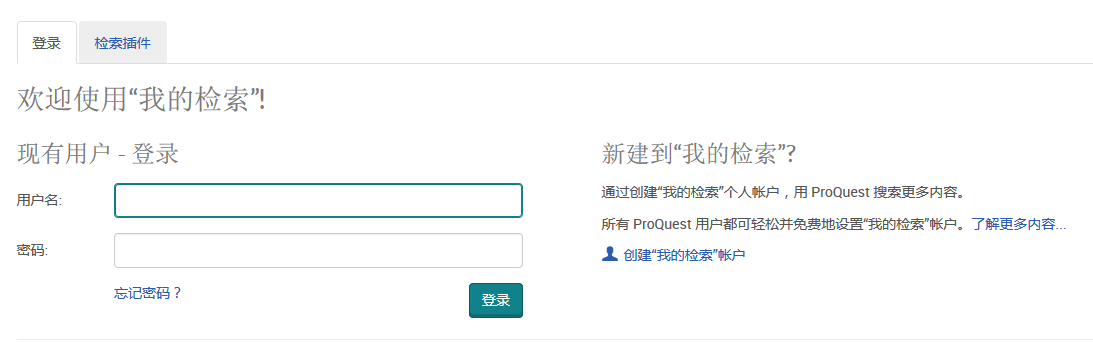 登录
检索插件
欢迎使用“我的检索”!
现有用户 - 登录
用户名:
密码:
忘记密码？
登录
新建到“我的检索”?
通过创建“我的检索”个人帐户，用 ProQuest 搜索更多内容。
所有 ProQuest 用户都可轻松并免费地设置“我的检索”帐户。了解更多内容...
创建“我的检索”帐户